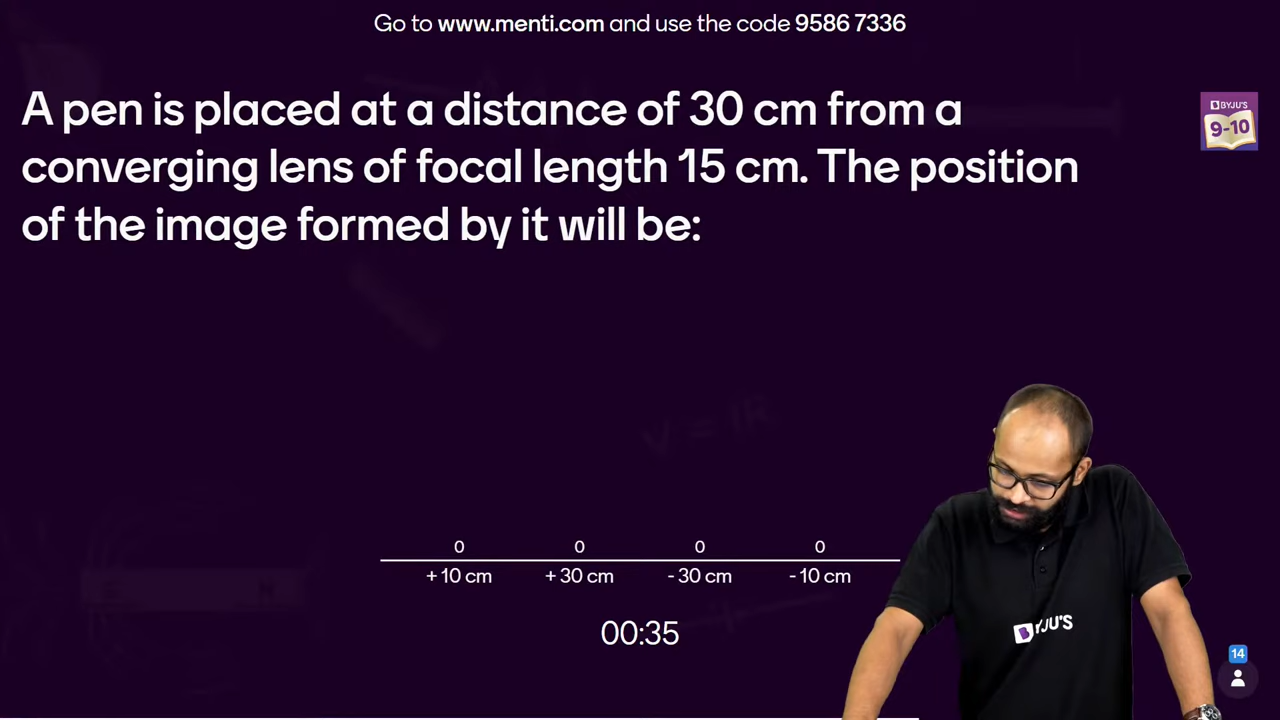 Go to www.menti.com and use the code 9586 7336
A pen is placed at a distance of 30 cm from a
converging lens of focal length 15 cm. The position
of the image formed by it will be:
BYJU'S
9-10
V = IR
0 0 0 0
+ 10 cm + 30 cm - 30 cm - 10 cm
00:35
BYJU'S
14